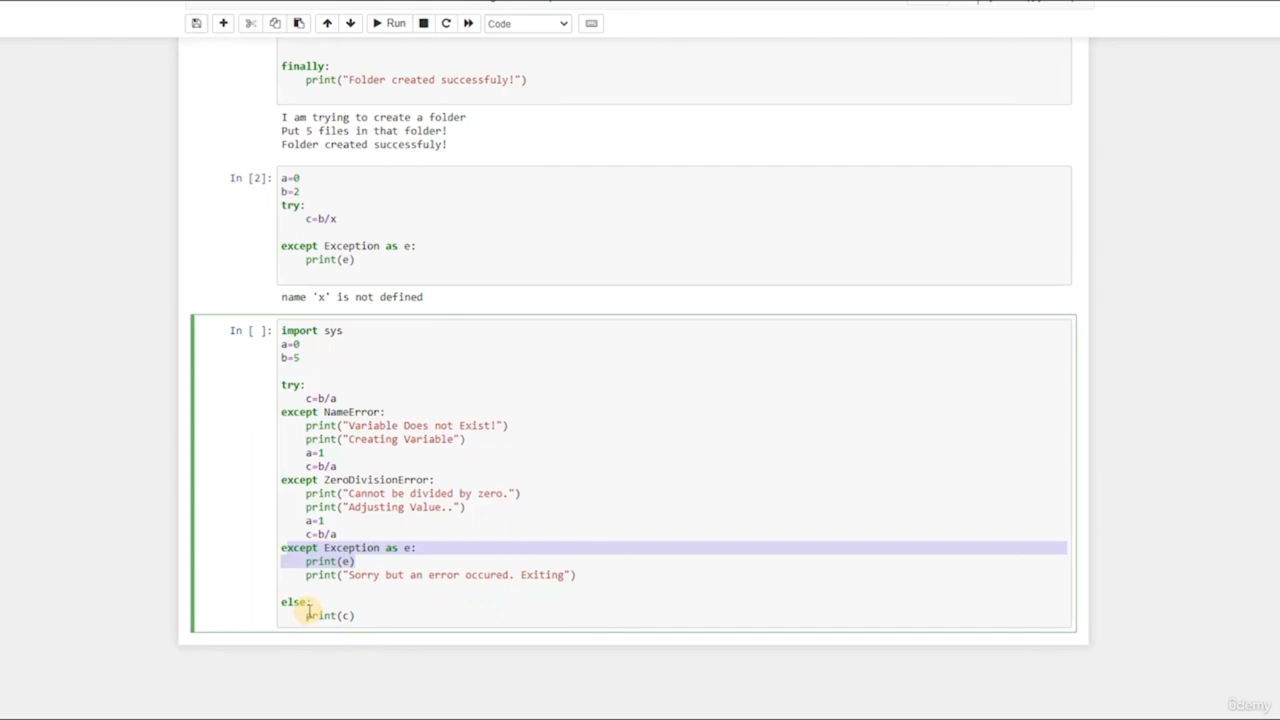 Run
Code
finally:
print("Folder created successfuly!")
I am trying to create a folder
Put 5 files in that folder!
Folder created successfuly!
In [2]:
a=0
b=2
try:
c=b/x
except Exception as e:
print(e)
name 'x' is not defined
In [ ]:
import sys
a=0
b=5
try:
c=b/a
except NameError:
print("Variable Does not Exist!")
print("Creating Variable")
a=1
c=b/a
except ZeroDivisionError:
print("Cannot be divided by zero.")
print("Adjusting Value..")
a=1
c=b/a
except Exception as e:
print(e)
print("Sorry but an error occured. Exiting")
else:
print(c)
ûdemy